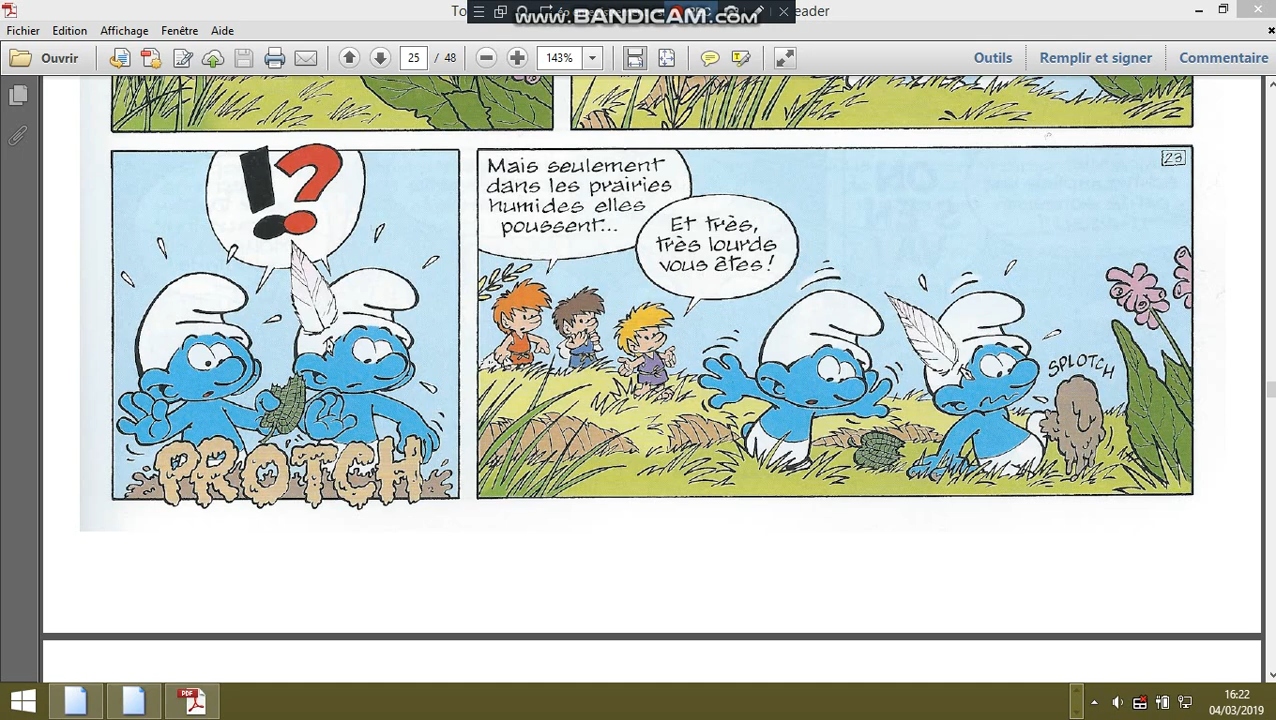 To
www.BANDICAM.com
eader
Fichier Edition Affichage Fenêtre Aide
Ouvrir
25 / 48
143%
Outils
Remplir et signer
Commentaire
!?
PROTCH
Mais seulement
dans les prairies
humides elles
poussent...
Et très,
très lourds
vous êtes!
23
SPLOTCH
16:22
04/03/2019